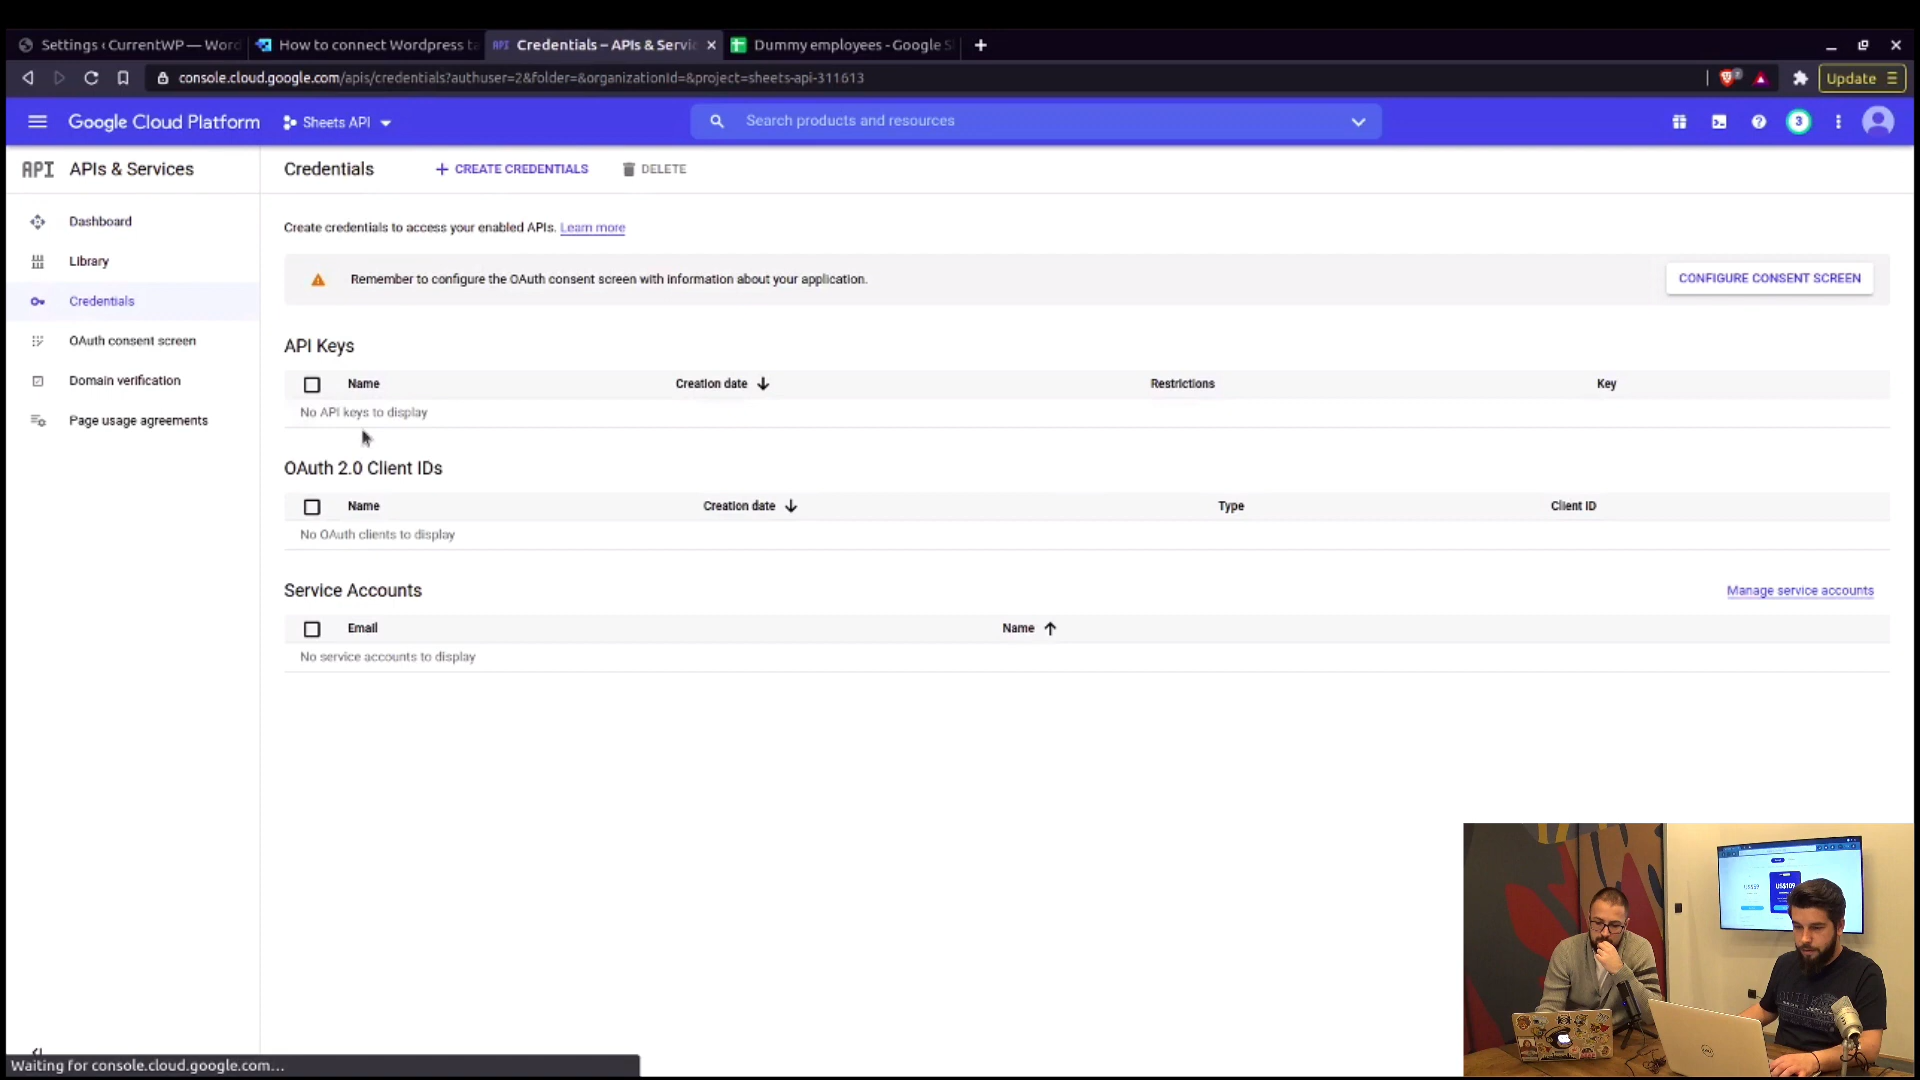 Settings ‹ CurrentWP — Word
How to connect Wordpress ta
API Credentials – APIs & Servic
Dummy employees - Google S
console.cloud.google.com/apis/credentials?authuser=2&folder=&organizationId=&project=sheets-api-311613
Update
Google Cloud Platform
Sheets API
Search products and resources
3
API APIs & Services
Credentials
CREATE CREDENTIALS
DELETE
Dashboard
Library
Credentials
OAuth consent screen
Domain verification
Page usage agreements
Create credentials to access your enabled APIs. Learn more
Remember to configure the OAuth consent screen with information about your application.
CONFIGURE CONSENT SCREEN
API Keys
Name Creation date Restrictions Key
No API keys to display
OAuth 2.0 Client IDs
Name Creation date Type Client ID
No OAuth clients to display
Service Accounts
Manage service accounts
Email Name
No service accounts to display
US$109
Waiting for console.cloud.google.com...